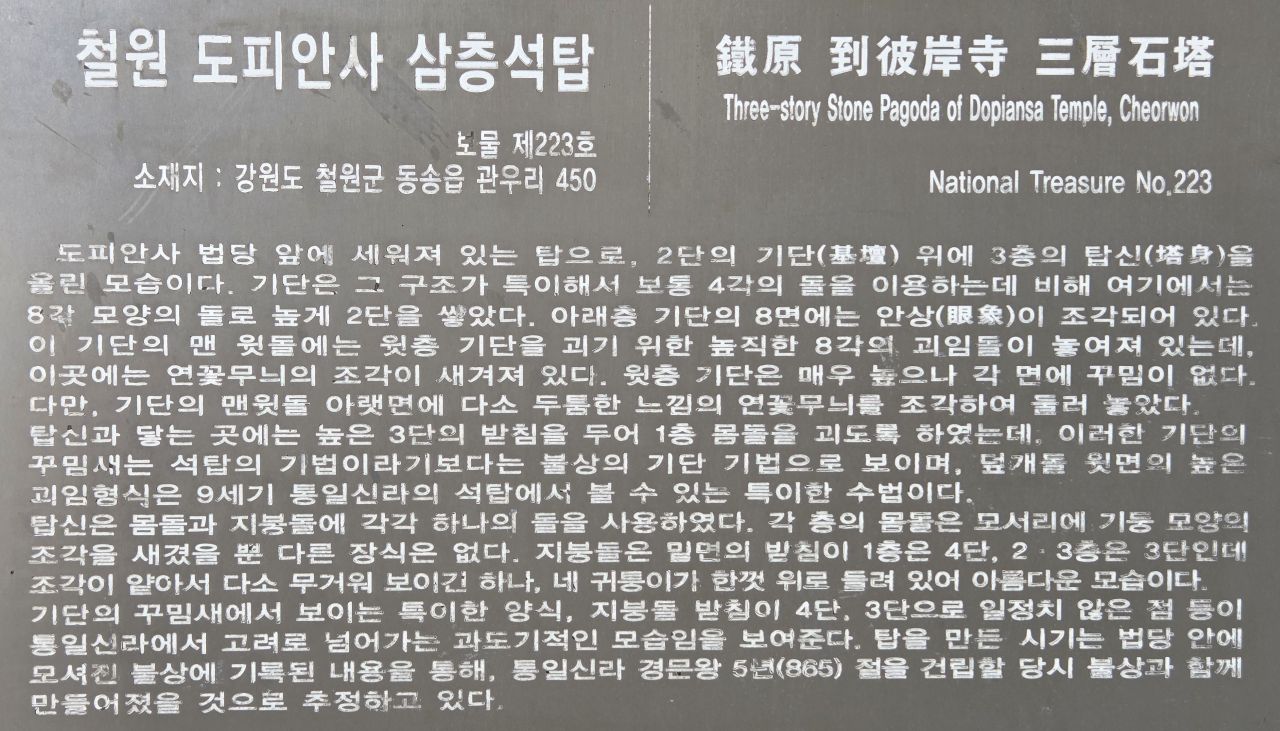 철원 도피안사 삼층석탑
보물 제223호
소재지 : 강원도 철원군 동송읍 관우리 450
鐵原 到彼岸寺 三層石塔
Three-story Stone Pagoda of Dopiansa Temple, Cheorwon
National Treasure No.223
도피안사 법당 앞에 세워져 있는 탑으로, 2단의 기단(基壇) 위에 3층의 탑신(塔身)을
올린 모습이다. 기단은 그 구조가 특이해서 보통 4각의 돌을 이용하는데 비해 여기에서는
8각 모양의 돌로 높게 2단을 쌓았다. 아래층 기단의 8면에는 안상(眼象)이 조각되어 있다.
이 기단의 맨 윗돌에는 윗층 기단을 괴기 위한 높직한 8각의 괴임돌이 놓여져 있는데,
이곳에는 연꽃무늬의 조각이 새겨져 있다. 윗층 기단은 매우 높으나 각 면에 꾸밈이 없다.
다만, 기단의 맨윗돌 아랫면에 다소 두툼한 느낌의 연꽃무늬를 조각하여 둘러 놓았다.
탑신과 닿는 곳에는 높은 3단의 받침을 두어 1층 몸돌을 괴도록 하였는데, 이러한 기단의
꾸밈새는 석탑의 기법이라기보다는 불상의 기단 기법으로 보이며, 덮개돌 윗면의 높은
괴임형식은 9세기 통일신라의 석탑에서 볼 수 있는 특이한 수법이다.
탑신은 몸돌과 지붕돌에 각각 하나의 돌을 사용하였다. 각 층의 몸돌은 모서리에 기둥 모양의
조각을 새겼을 뿐 다른 장식은 없다. 지붕돌은 밑면의 받침이 1층은 4단, 2·3층은 3단인데
조각이 얕아서 다소 무거워 보이긴 하나, 네 귀퉁이가 한껏 위로 들려 있어 아름다운 모습이다.
기단의 꾸밈새에서 보이는 특이한 양식, 지붕돌 받침이 4단, 3단으로 일정치 않은 점 등이
통일신라에서 고려로 넘어가는 과도기적인 모습임을 보여준다. 탑을 만든 시기는 법당 안에
모셔진 불상에 기록된 내용을 통해, 통일신라 경문왕 5년(865) 절을 건립할 당시 불상과 함께
만들어졌을 것으로 추정하고 있다.